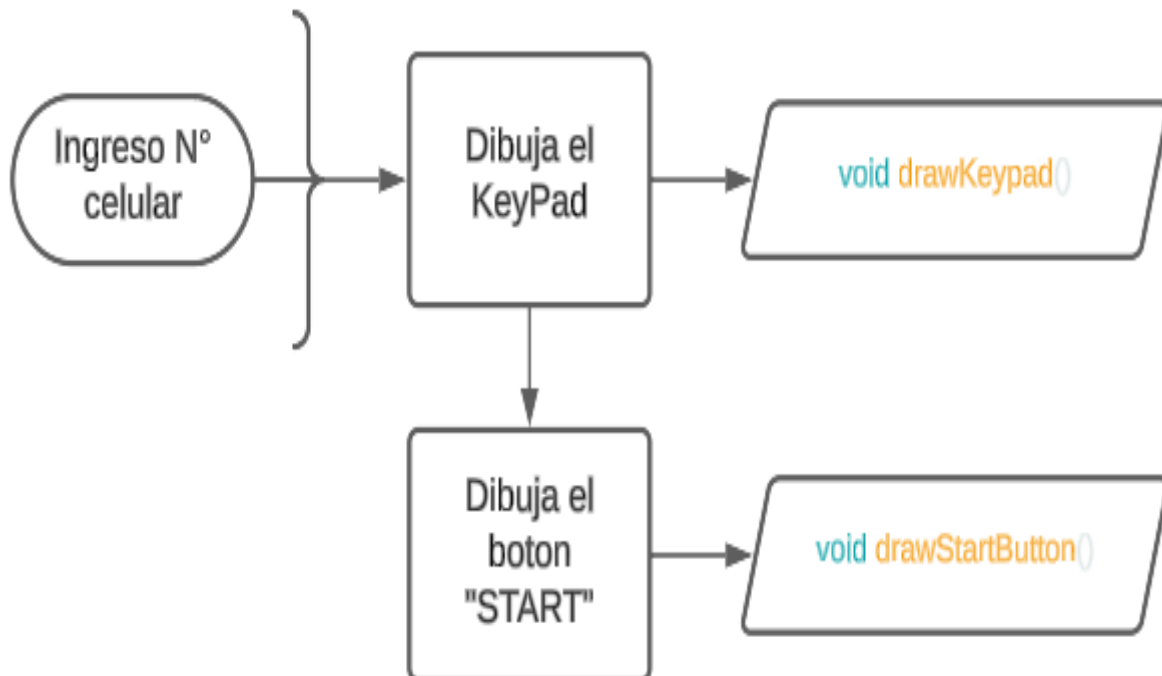 Ingreso N°
celular
Dibuja el
KeyPad
void drawKeypad()
Dibuja el
boton
"START"
void drawStartButton()